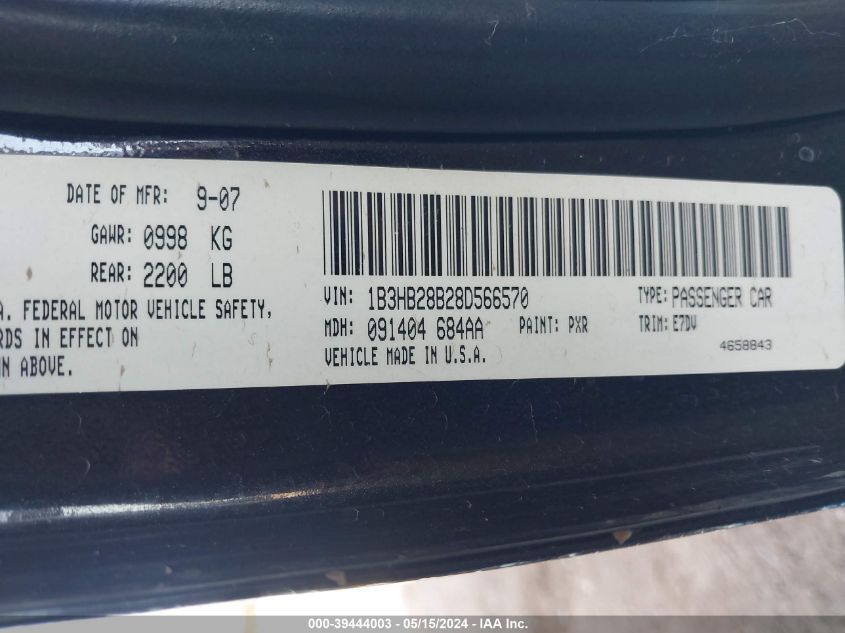 DATE OF MFR: 9-07
GAWR: 0998 KG
REAR: 2200 LB
A. FEDERAL MOTOR VEHICLE SAFETY,
RDS IN EFFECT ON
N ABOVE.
VIN: 1B3HB28B28D566570
TYPE: PASSENGER CAR
MDH: 091404 684AA
PAINT: PXR
TRIM: E7DV
VEHICLE MADE IN U.S.A.
4658843
000-39444003 - 05/15/2024 - IAA Inc.